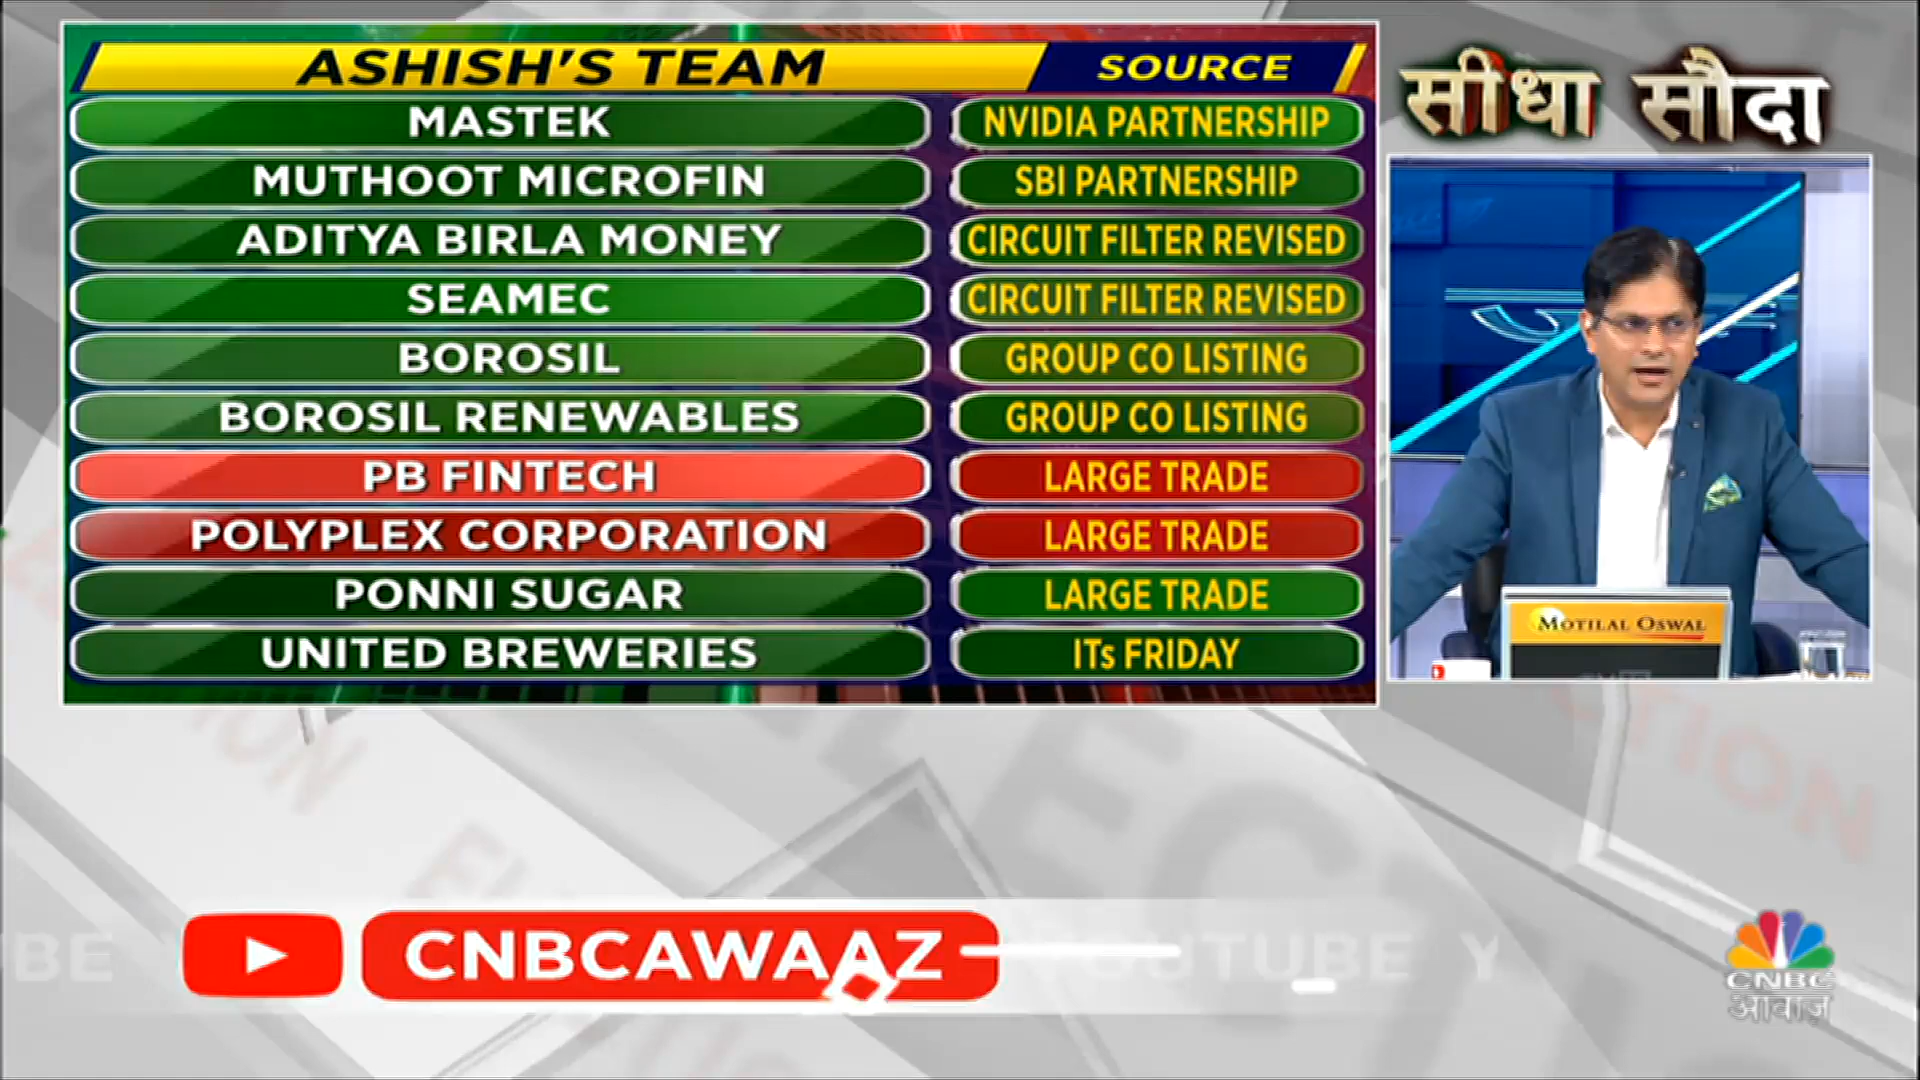 ASHISH'S TEAM SOURCE
MASTEK NVIDIA PARTNERSHIP
MUTHOOT MICROFIN SBI PARTNERSHIP
ADITYA BIRLA MONEY CIRCUIT FILTER REVISED
SEAMEC CIRCUIT FILTER REVISED
BOROSIL GROUP CO LISTING
BOROSIL RENEWABLES GROUP CO LISTING
PB FINTECH LARGE TRADE
POLYPLEX CORPORATION LARGE TRADE
PONNI SUGAR LARGE TRADE
UNITED BREWERIES ITs FRIDAY
सीधा सौदा
MOTILAL OSWAL
CNBCAWAAZ
YOUTUBE
CNBC
आवाज़